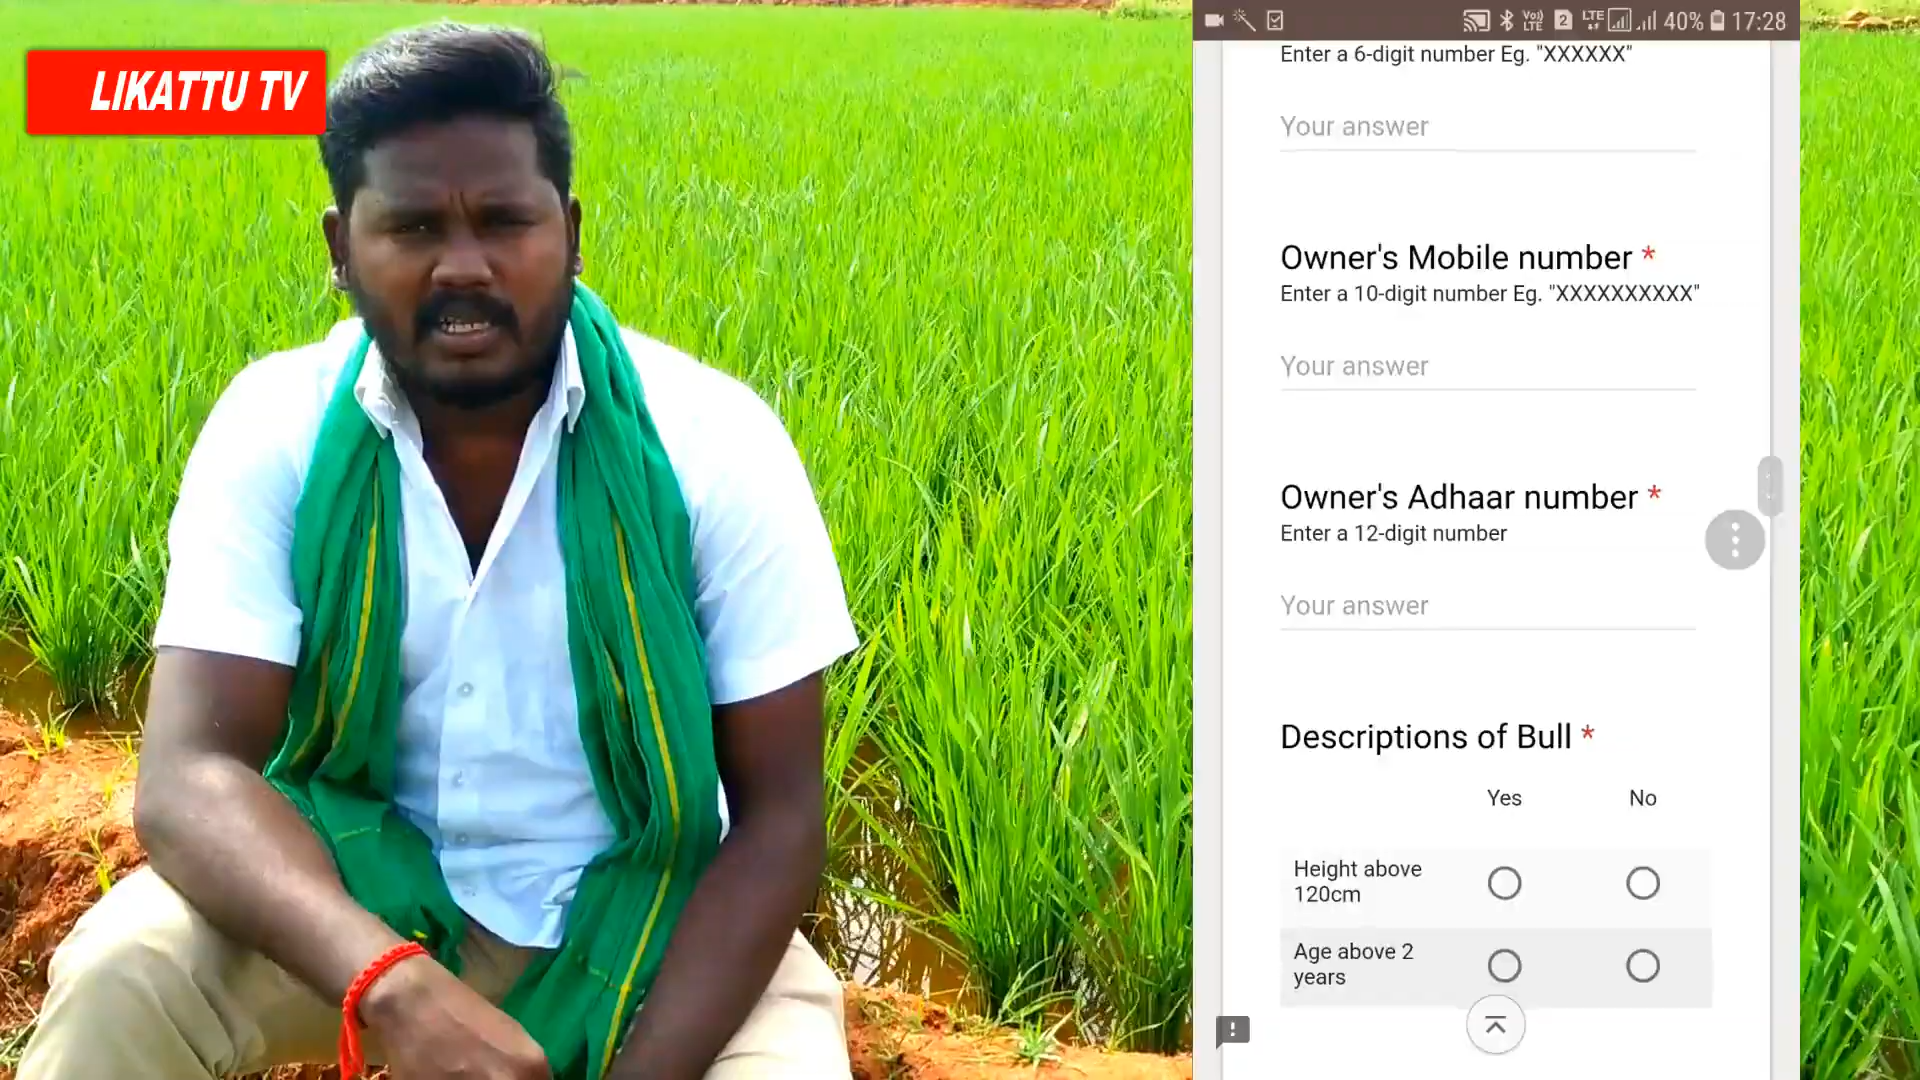 LIKATTU TV
2
40%
17:28
Enter a 6-digit number Eg. "XXXXXX"
Your answer
Owner's Mobile number *
Enter a 10-digit number Eg. "XXXXXXXXXX"
Your answer
Owner's Adhaar number *
Enter a 12-digit number
Your answer
Descriptions of Bull *
Yes No
Height above
120cm
Age above 2
years